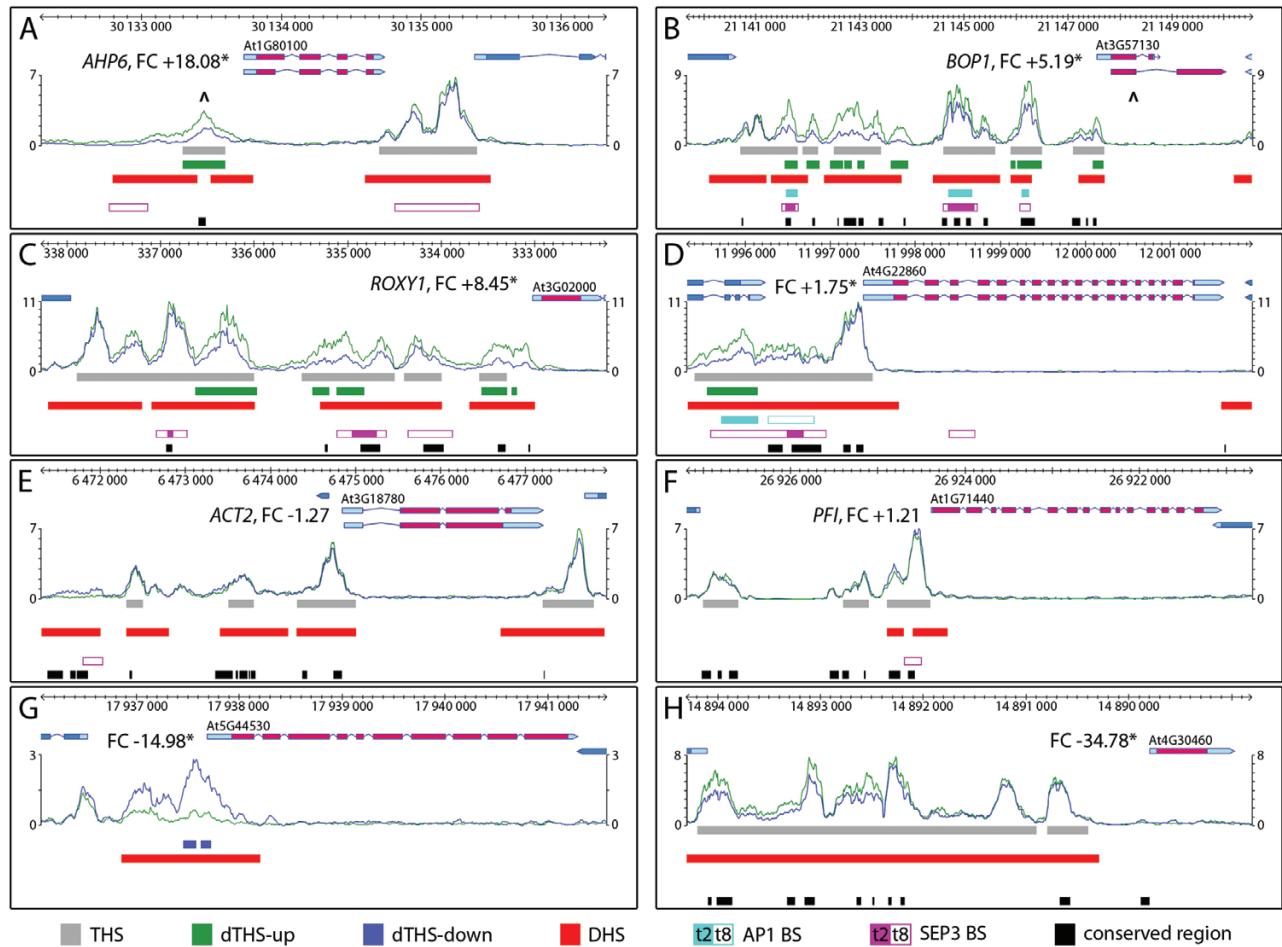 A
30 133 000 30 134 000 30 135 000 30 136 000
At1G80100
AHP6, FC +18.08*
7 7
^
0 0
B
21 141 000 21 143 000 21 145 000 21 147 000 21 149 000
At3G57130
BOP1, FC +5.19*
9 9
^
0 0
C
338 000 337 000 336 000 335 000 334 000 333 000
ROXY1, FC +8.45*
At3G02000
11 11
0 0
D
11 996 000 11 997 000 11 998 000 11 999 000 12 000 000 12 001 000
At4G22860
FC +1.75*
11 11
0 0
E
6 472 000 6 473 000 6 474 000 6 475 000 6 476 000 6 477 000
At3G18780
ACT2, FC -1.27
7 7
0 0
F
26 926 000 26 924 000 26 922 000
At1G71440
PFI, FC +1.21
7 7
0 0
G
17 937 000 17 938 000 17 939 000 17 940 000 17 941 000
At5G44530
FC -14.98*
3 3
0 0
H
14 894 000 14 893 000 14 892 000 14 891 000 14 890 000
FC -34.78*
At4G30460
8 8
0 0
THS dTHS-up dTHS-down DHS t2 t8 AP1 BS t2 t8 SEP3 BS conserved region